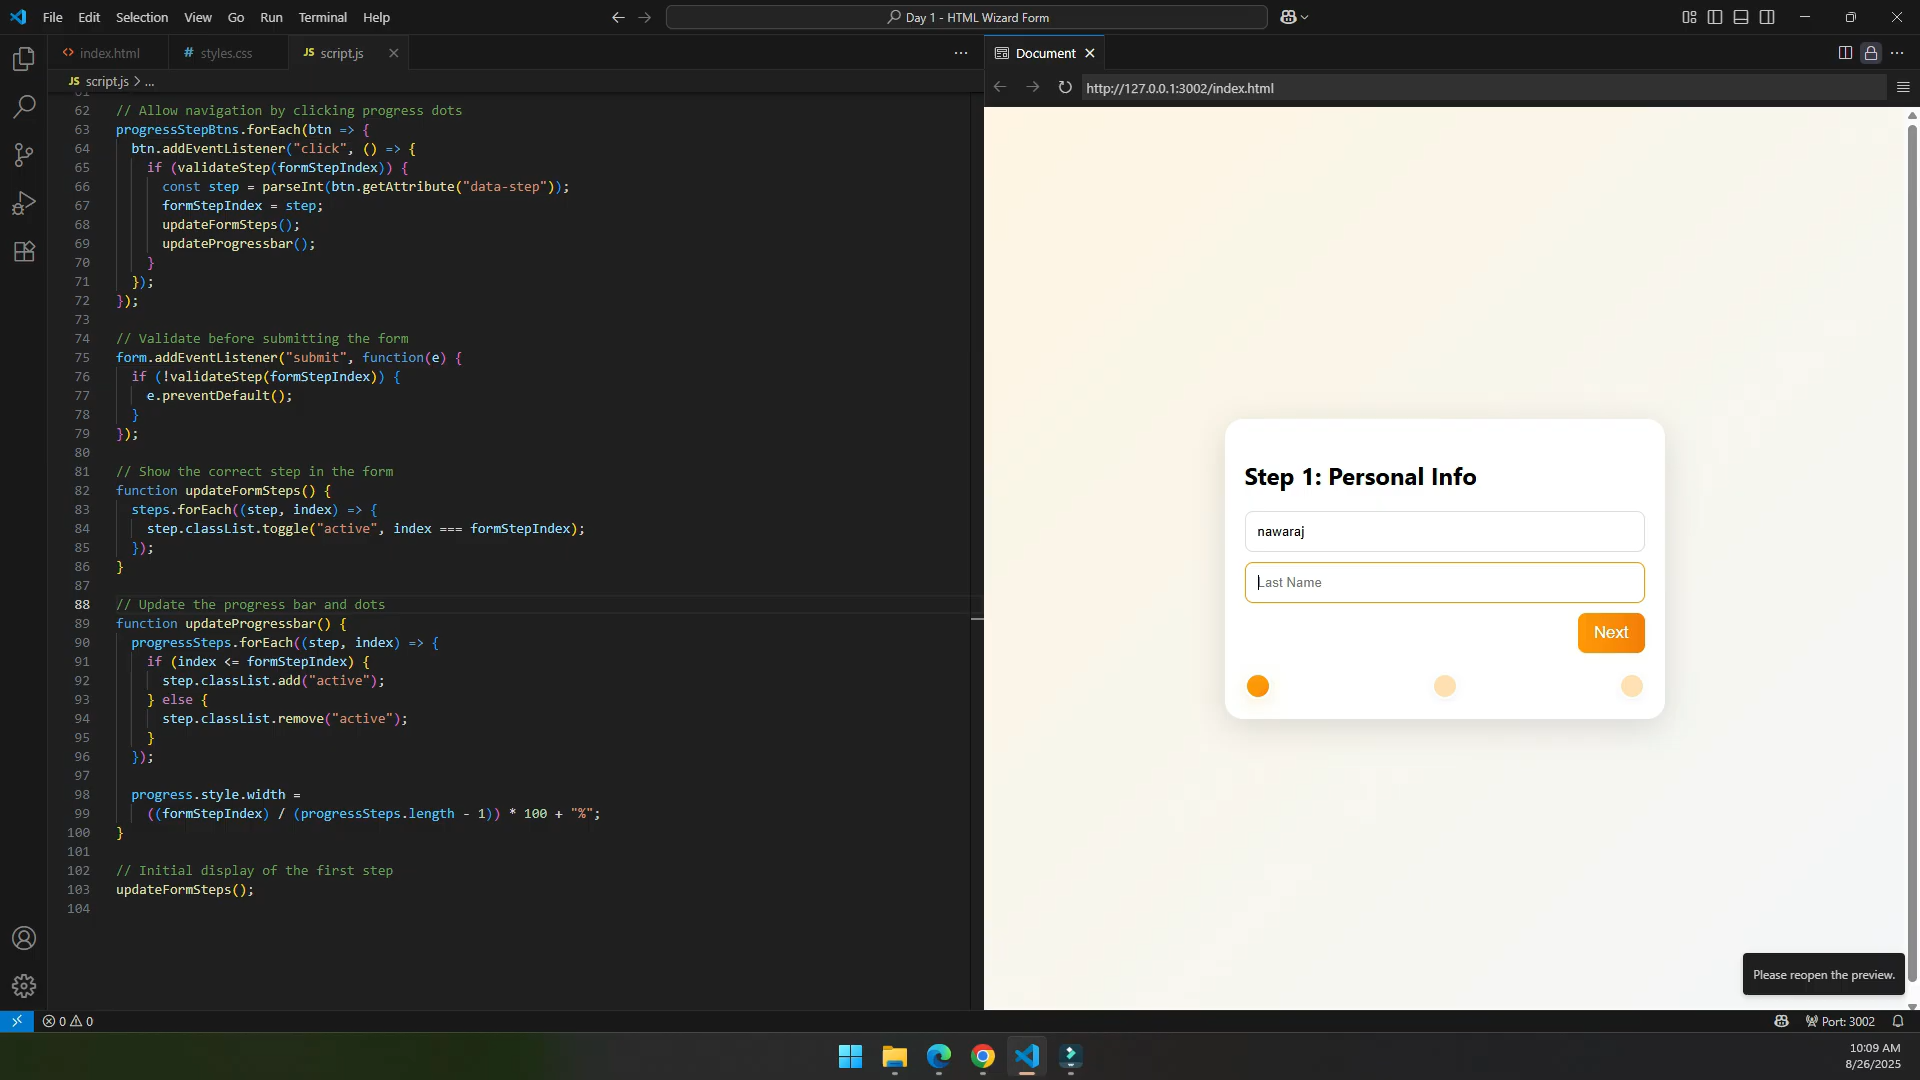 File Edit Selection View Go Run Terminal Help
Day 1 - HTML Wizard Form
index.html
# styles.css
JS script.js
Document
JS script.js > ...
http://127.0.0.1:3002/index.html
61
62 // Allow navigation by clicking progress dots
63 progressStepBtns.forEach(btn => {
64 btn.addEventListener("click", () => {
65 if (validateStep(formStepIndex)) {
66 const step = parseInt(btn.getAttribute("data-step"));
67 formStepIndex = step;
68 updateFormSteps();
69 updateProgressbar();
70 }
71 });
72 });
73
74 // Validate before submitting the form
75 form.addEventListener("submit", function(e) {
76 if (!validateStep(formStepIndex)) {
77 e.preventDefault();
78 }
79 });
80
81 // Show the correct step in the form
82 function updateFormSteps() {
83 steps.forEach((step, index) => {
84 step.classList.toggle("active", index === formStepIndex);
85 });
86 }
87
88 // Update the progress bar and dots
89 function updateProgressbar() {
90 progressSteps.forEach((step, index) => {
91 if (index <= formStepIndex) {
92 step.classList.add("active");
93 } else {
94 step.classList.remove("active");
95 }
96 });
97
98 progress.style.width =
99 ((formStepIndex) / (progressSteps.length - 1)) * 100 + "%";
100 }
101
102 // Initial display of the first step
103 updateFormSteps();
104
Step 1: Personal Info
nawaraj
Last Name
Next
Please reopen the preview.
0 0
Port: 3002
10:09 AM
8/26/2025